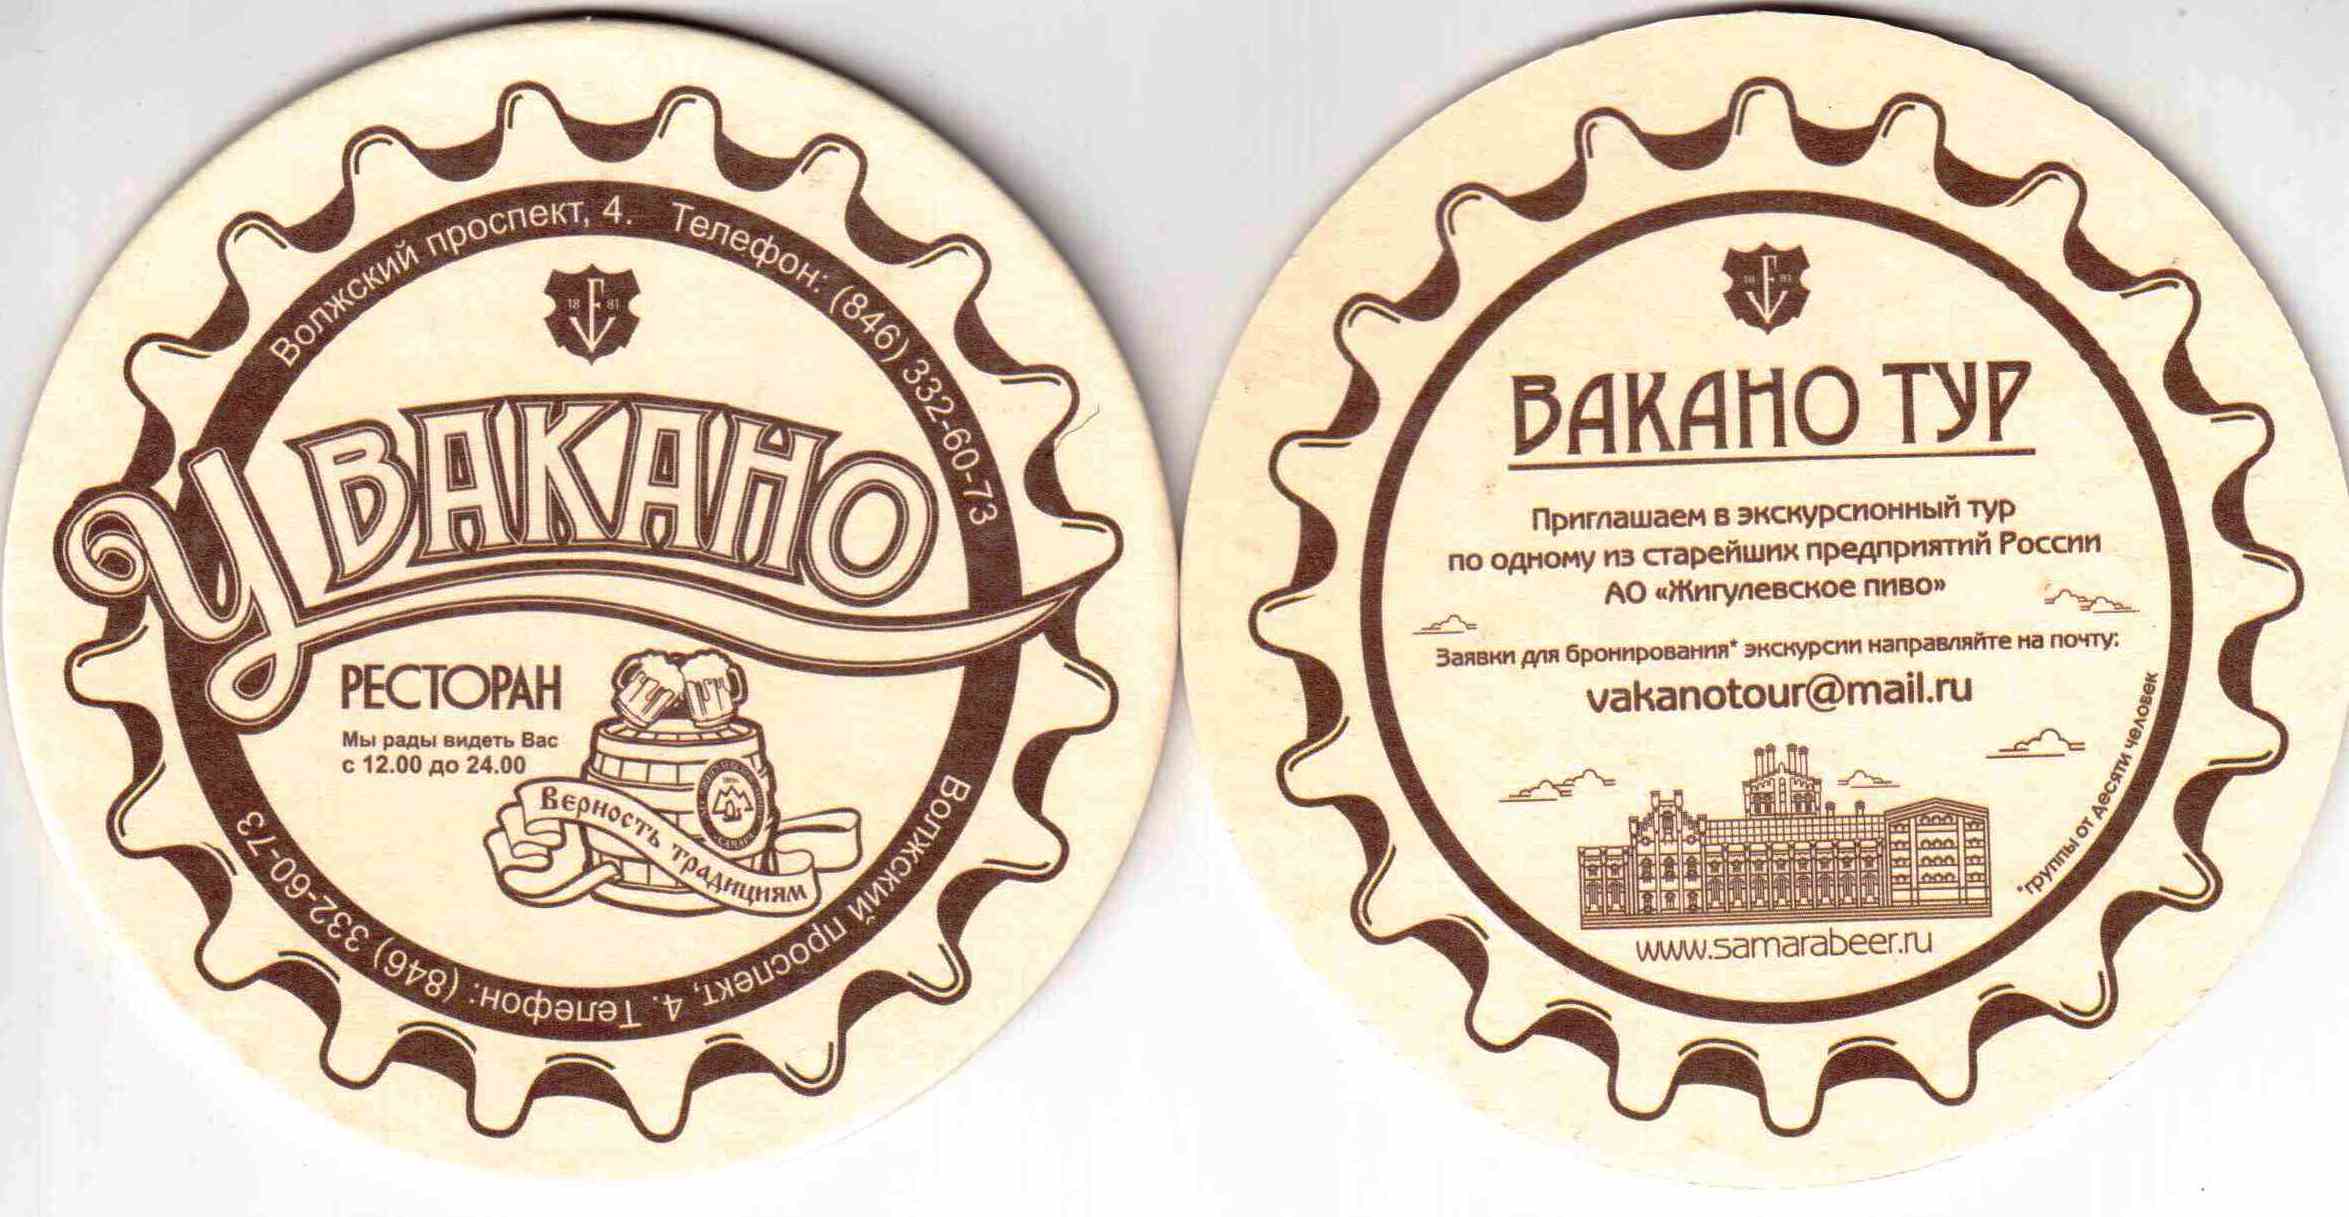 Волжский проспект, 4. Телефон: (846) 332-60-73
18 81
У ВАКАНО
РЕСТОРАН
Мы рады видеть Вас
с 12.00 до 24.00
Верность традициям
Волжский проспект, 4. Телефон: (846) 332-60-73
18 81
ВАКАНО ТУР
Приглашаем в экскурсионный тур
по одному из старейших предприятий России
АО «Жигулевское пиво»
Заявки для бронирования* экскурсии направляйте на почту:
vakanotour@mail.ru
*группы от десяти человек
www.samarabeer.ru